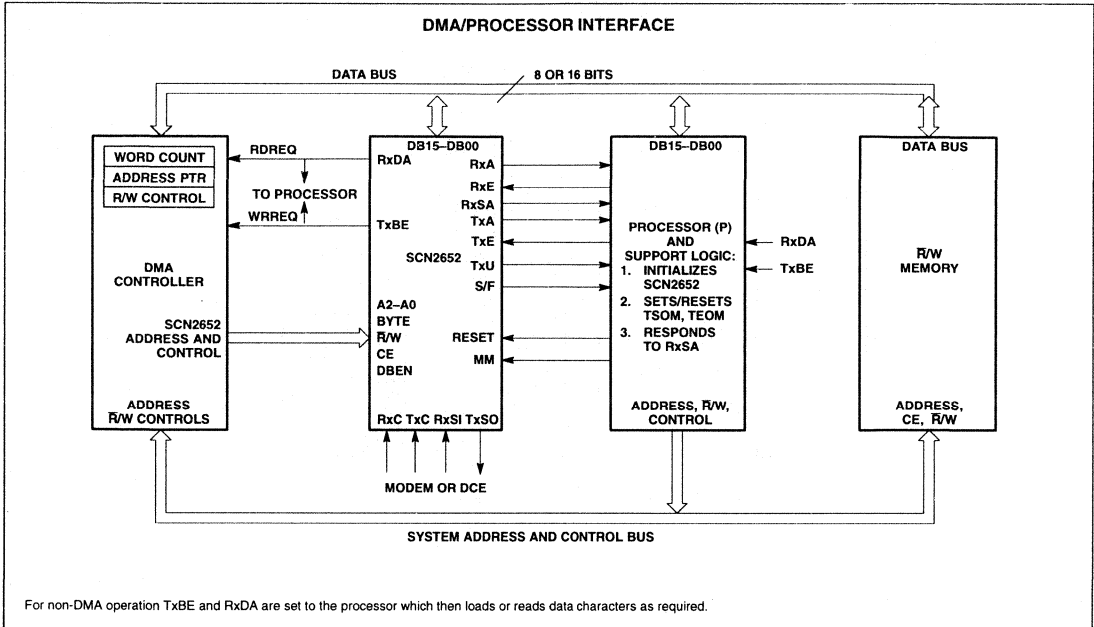 DMA/PROCESSOR INTERFACE
DATA BUS
8 OR 16 BITS
WORD COUNT
ADDRESS PTR
R/W CONTROL
DMA
CONTROLLER
SCN2652
ADDRESS AND
CONTROL
ADDRESS
R̅/W CONTROLS
RDREQ
TO PROCESSOR
WRREQ
DB15–DB00
RxDA
TxBE
RxA
RxE
RxSA
TxA
TxE
SCN2652
TxU
S/F
A2–A0
BYTE
R̅/W
CE
DBEN
RESET
MM
RxC TxC RxSI TxSO
MODEM OR DCE
DB15–DB00
PROCESSOR (P)
AND
SUPPORT LOGIC:
1. INITIALIZES
SCN2652
2. SETS/RESETS
TSOM, TEOM
3. RESPONDS
TO RxSA
ADDRESS, R̅/W,
CONTROL
RxDA
TxBE
DATA BUS
R̅/W
MEMORY
ADDRESS,
CE, R̅/W
SYSTEM ADDRESS AND CONTROL BUS
For non-DMA operation TxBE and RxDA are set to the processor which then loads or reads data characters as required.